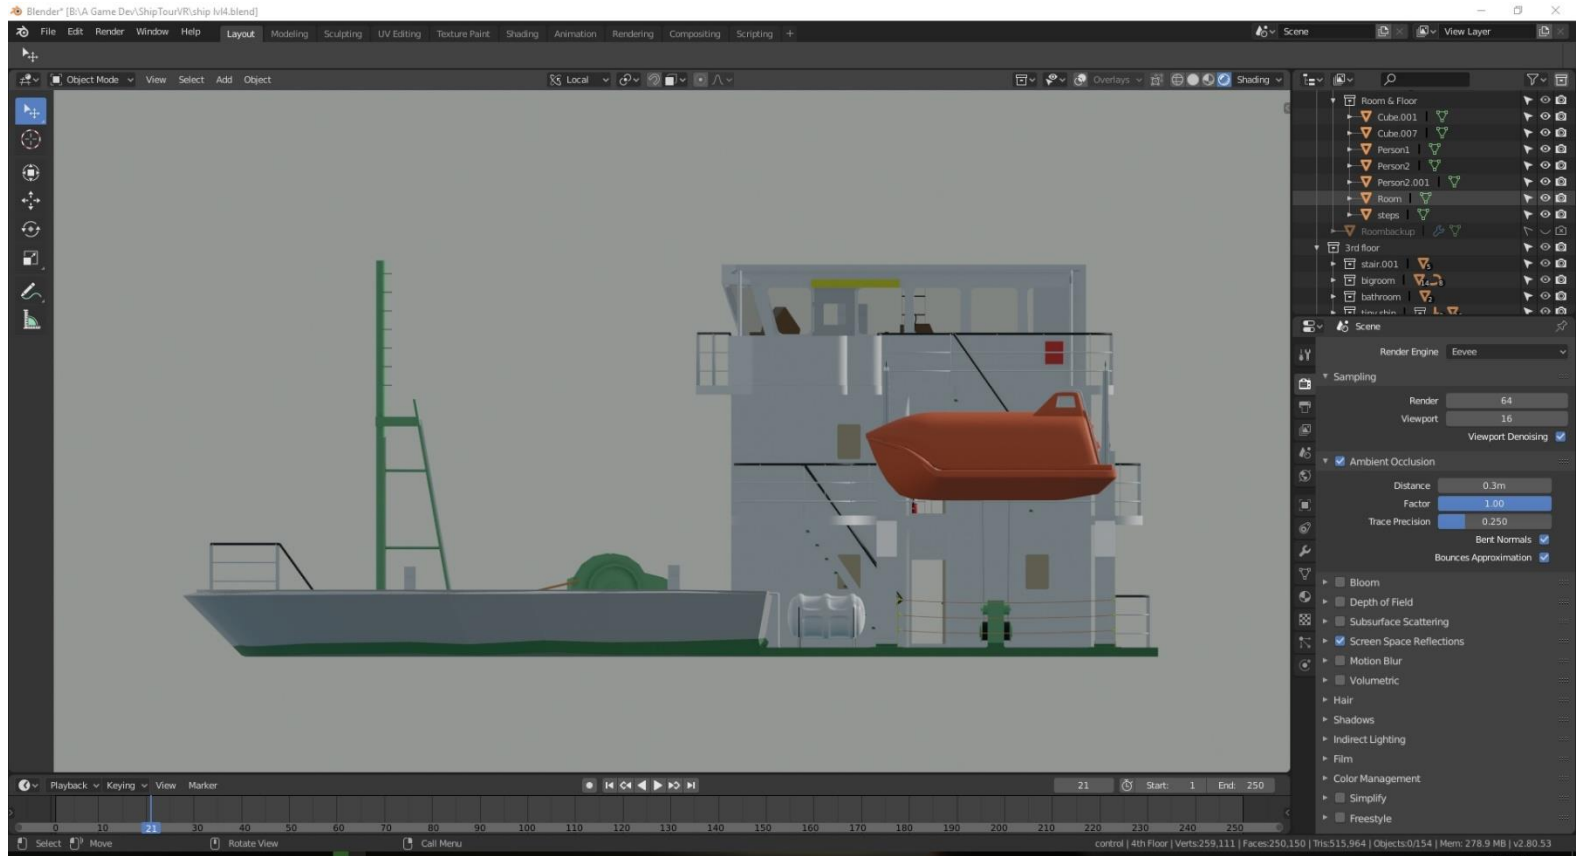 Blender* [B:\A Game Dev\ShipTourVR\ship lvl4.blend]
File Edit Render Window Help Layout Modeling Sculpting UV Editing Texture Paint Shading Animation Rendering Compositing Scripting + Scene View Layer
Object Mode View Select Add Object Local Overlays Shading
Room & Floor
Cube.001
Cube.007
Person1
Person2
Person2.001
Room
steps
Roombackup
3rd floor
stair.001 5
bigroom 14 8
bathroom 2
tiny ship
Scene
Render Engine Eevee
Sampling
Render 64
Viewport 16
Viewport Denoising
Ambient Occlusion
Distance 0.3m
Factor 1.00
Trace Precision 0.250
Bent Normals
Bounces Approximation
Bloom
Depth of Field
Subsurface Scattering
Screen Space Reflections
Motion Blur
Volumetric
Hair
Shadows
Indirect Lighting
Film
Color Management
Simplify
Freestyle
Playback Keying View Marker 21 Start: 1 End: 250
0 10 21 30 40 50 60 70 80 90 100 110 120 130 140 150 160 170 180 190 200 210 220 230 240 250
Select Move Rotate View Call Menu control | 4th Floor | Verts:259,111 | Faces:250,150 | Tris:515,964 | Objects:0/154 | Mem: 278.9 MB | v2.80.53